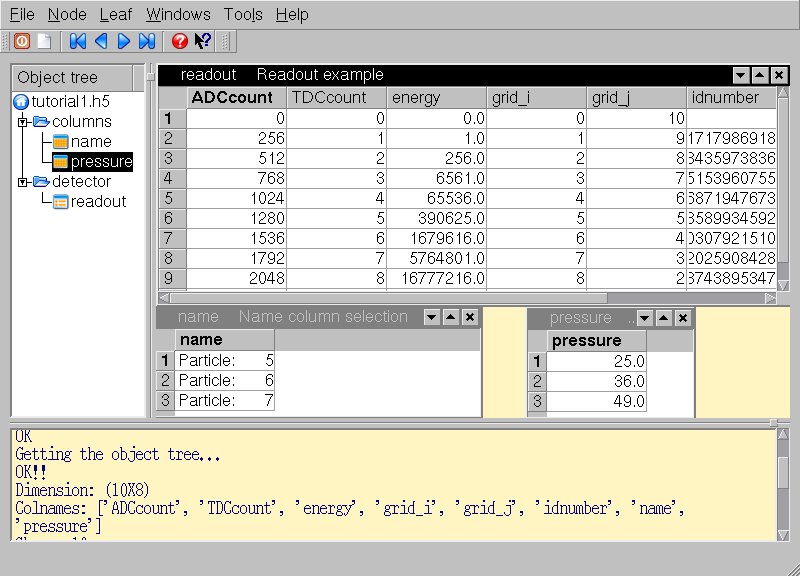 File Node Leaf Windows Tools Help
Object tree
tutorial1.h5
columns
name
pressure
detector
readout
readout Readout example
ADCcount TDCcount energy grid_i grid_j idnumber
1 0 0 0.0 0 10
2 256 1 1.0 1 9 1717986918
3 512 2 256.0 2 8 3435973836
4 768 3 6561.0 3 7 5153960755
5 1024 4 65536.0 4 6 6871947673
6 1280 5 390625.0 5 5 3589934592
7 1536 6 1679616.0 6 4 0307921510
8 1792 7 5764801.0 7 3 2025908428
9 2048 8 16777216.0 8 2 3743895347
name Name column selection
name
1 Particle: 5
2 Particle: 6
3 Particle: 7
pressure ..
pressure
1 25.0
2 36.0
3 49.0
OK
Getting the object tree...
OK!!
Dimension: (10X8)
Colnames: ['ADCcount', 'TDCcount', 'energy', 'grid_i', 'grid_j', 'idnumber', 'name',
'pressure']